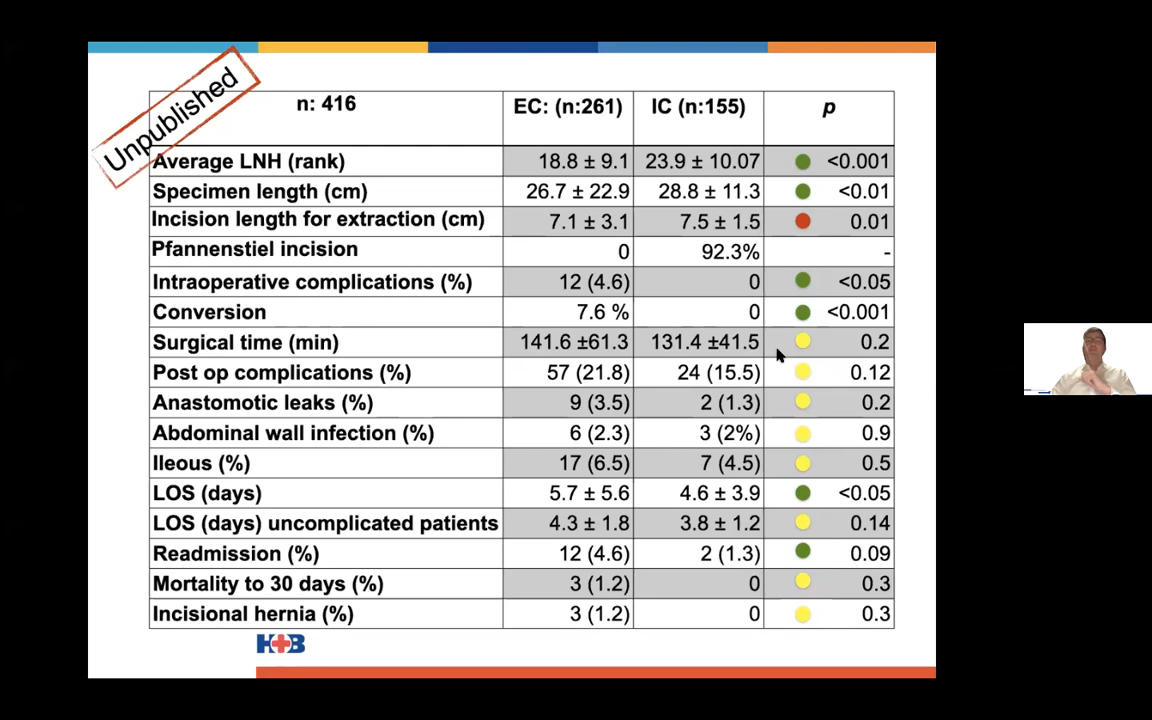 Unpublished
n: 416 EC: (n:261) IC (n:155) p
Average LNH (rank) 18.8 ± 9.1 23.9 ± 10.07 <0.001
Specimen length (cm) 26.7 ± 22.9 28.8 ± 11.3 <0.01
Incision length for extraction (cm) 7.1 ± 3.1 7.5 ± 1.5 0.01
Pfannenstiel incision 0 92.3% -
Intraoperative complications (%) 12 (4.6) 0 <0.05
Conversion 7.6 % 0 <0.001
Surgical time (min) 141.6 ±61.3 131.4 ±41.5 0.2
Post op complications (%) 57 (21.8) 24 (15.5) 0.12
Anastomotic leaks (%) 9 (3.5) 2 (1.3) 0.2
Abdominal wall infection (%) 6 (2.3) 3 (2%) 0.9
Ileous (%) 17 (6.5) 7 (4.5) 0.5
LOS (days) 5.7 ± 5.6 4.6 ± 3.9 <0.05
LOS (days) uncomplicated patients 4.3 ± 1.8 3.8 ± 1.2 0.14
Readmission (%) 12 (4.6) 2 (1.3) 0.09
Mortality to 30 days (%) 3 (1.2) 0 0.3
Incisional hernia (%) 3 (1.2) 0 0.3
HB